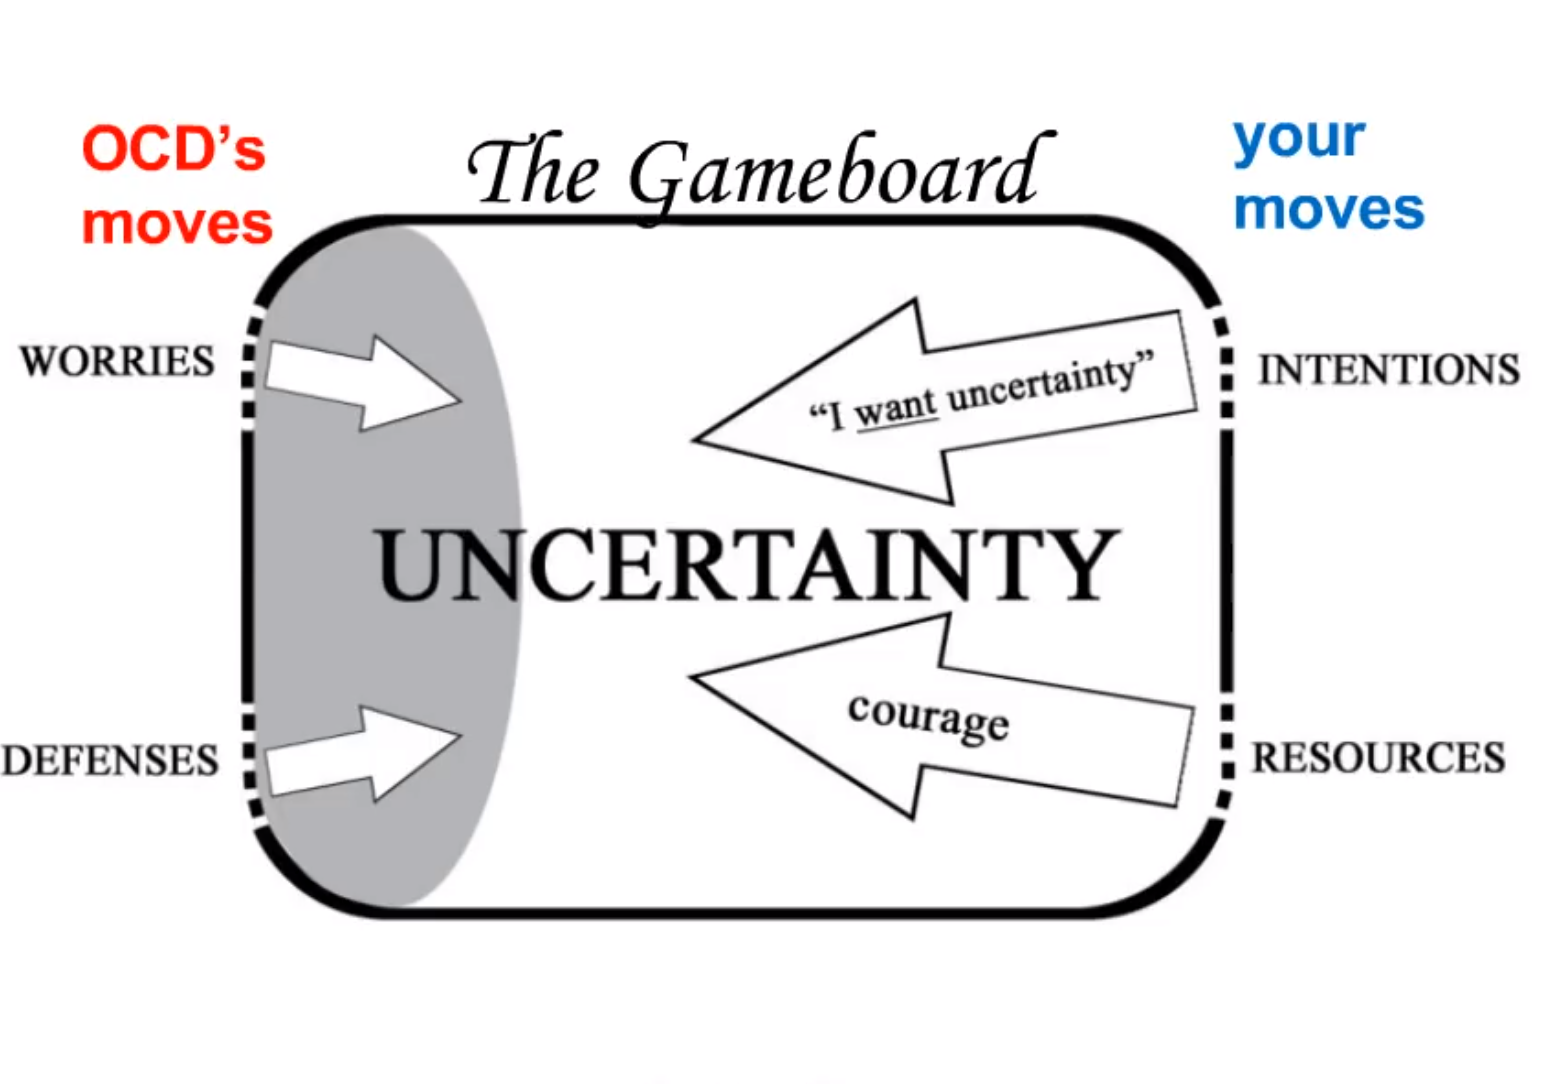 OCD’s
moves
The Gameboard
your
moves
WORRIES
“I want uncertainty”
INTENTIONS
UNCERTAINTY
DEFENSES
courage
RESOURCES